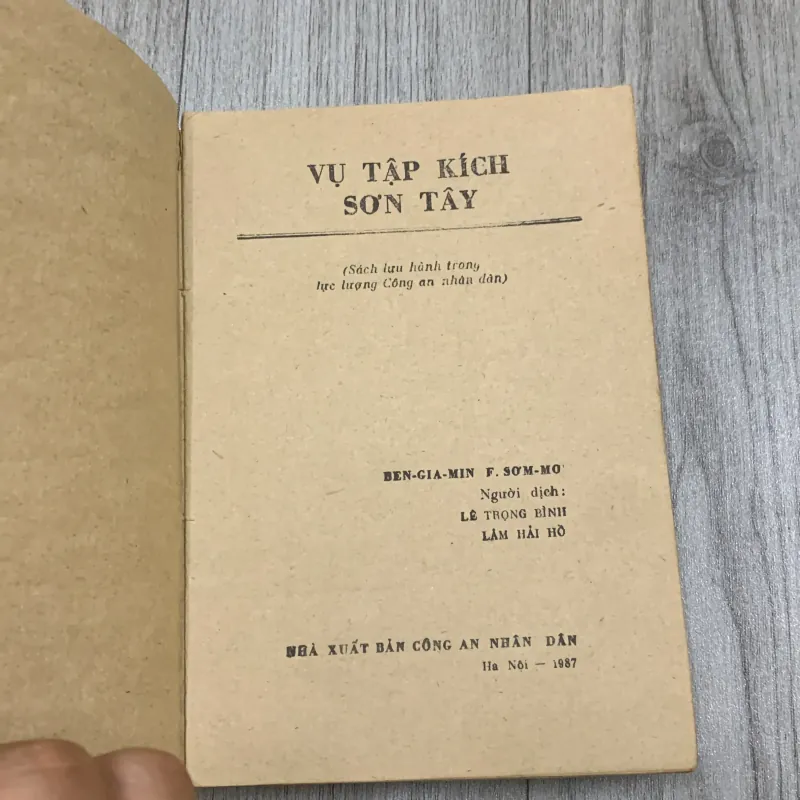 VỤ TẬP KÍCH
SƠN TÂY
(Sách lưu hành trong
lực lượng Công an nhân dân)
BEN-GIA-MIN F. SƠM-MƠ
Người dịch:
LÊ TRỌNG BÌNH
LÂM HẢI HỒ
NHÀ XUẤT BẢN CÔNG AN NHÂN DÂN
Ha Nội — 1987